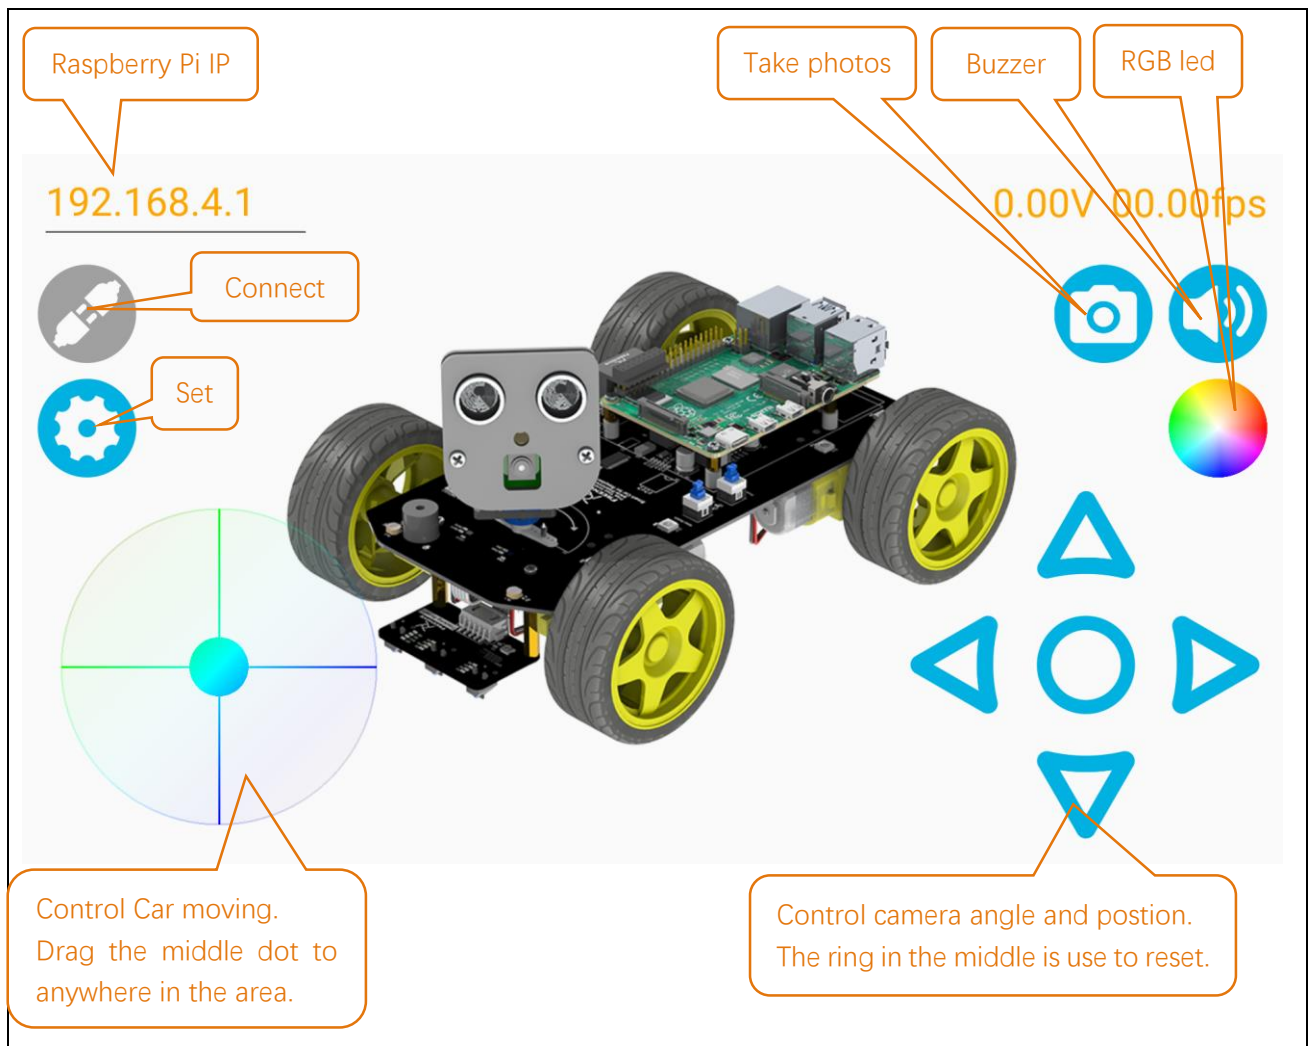 Raspberry Pi IP
Take photos
Buzzer
RGB led
192.168.4.1
0.00V 00.00fps
Connect
Set
Control Car moving.
Drag the middle dot to
anywhere in the area.
Control camera angle and postion.
The ring in the middle is use to reset.